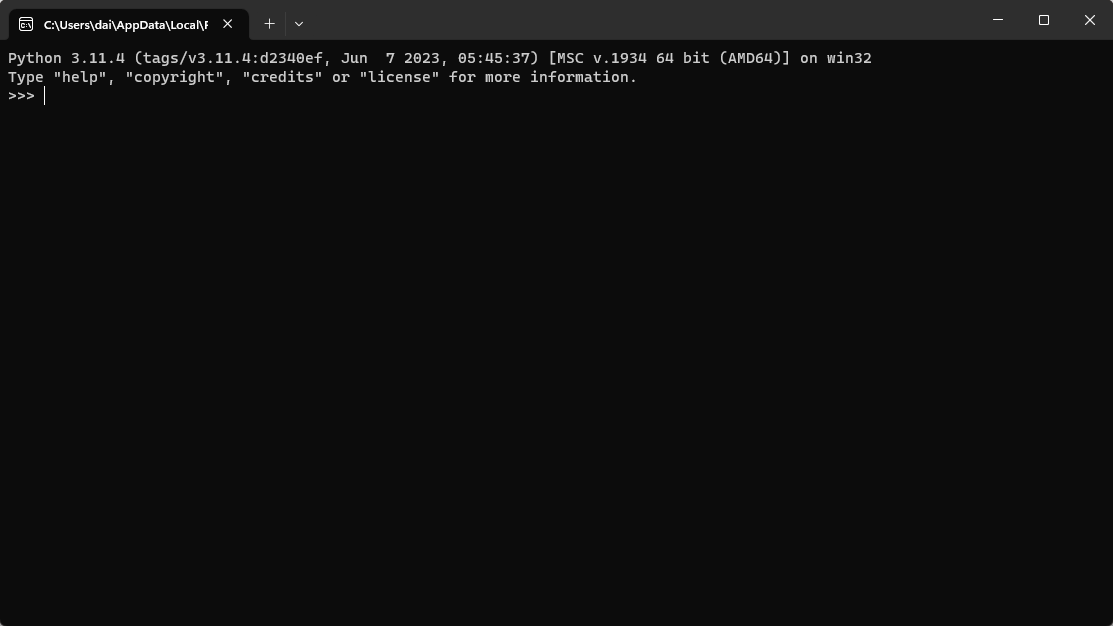 C:\Users\dai\AppData\Local\
Python 3.11.4 (tags/v3.11.4:d2340ef, Jun  7 2023, 05:45:37) [MSC v.1934 64 bit (AMD64)] on win32
Type "help", "copyright", "credits" or "license" for more information.
>>>